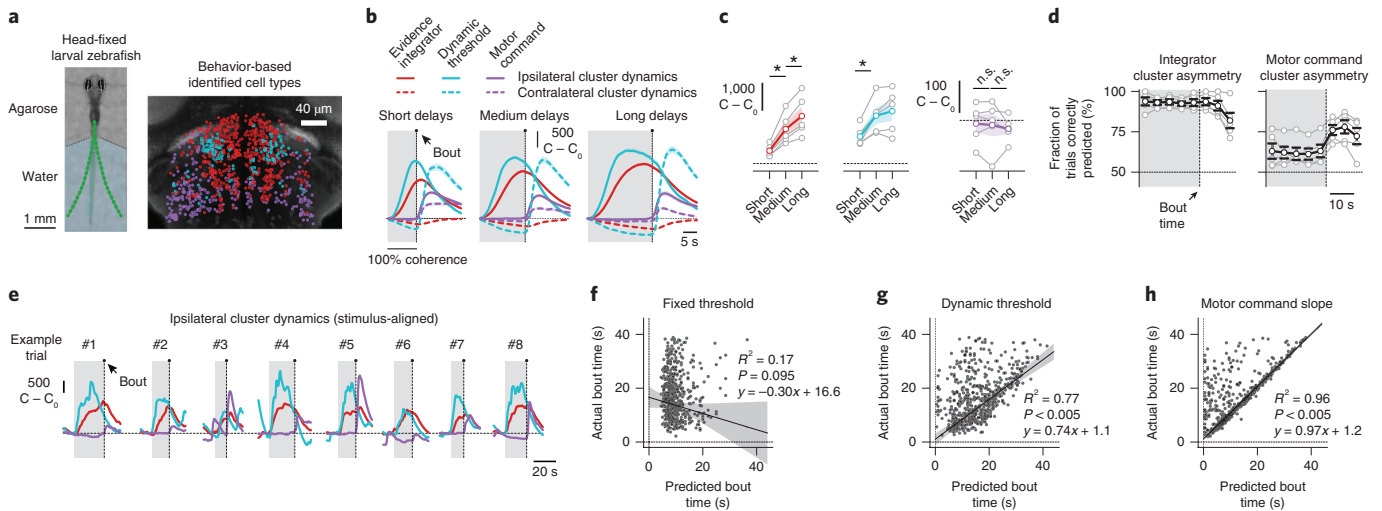 a
Head-fixed
larval zebrafish
Agarose
Water
1 mm
Behavior-based
identified cell types
40 μm
b
Evidence
integrator
Dynamic
threshold
Motor
command
Ipsilateral cluster dynamics
Contralateral cluster dynamics
Short delays
Medium delays
Long delays
Bout
500
C – C0
5 s
100% coherence
c
1,000
C – C0
* *
*
100
C – C0
n.s. n.s.
Short
Medium
Long
Short
Medium
Long
Short
Medium
Long
d
Integrator
cluster asymmetry
Motor command
cluster asymmetry
Fraction of
trials correctly
predicted (%)
100
75
50
100
75
50
Bout
time
10 s
e
Ipsilateral cluster dynamics (stimulus-aligned)
Example
trial
#1 #2 #3 #4 #5 #6 #7 #8
Bout
500
C – C0
20 s
f
Fixed threshold
Actual bout time (s)
40
20
0
R2 = 0.17
P = 0.095
y = –0.30x + 16.6
0 20 40
Predicted bout
time (s)
g
Dynamic threshold
Actual bout time (s)
40
20
0
R2 = 0.77
P < 0.005
y = 0.74x + 1.1
0 20 40
Predicted bout
time (s)
h
Motor command slope
Actual bout time (s)
40
20
0
R2 = 0.96
P < 0.005
y = 0.97x + 1.2
0 20 40
Predicted bout
time (s)